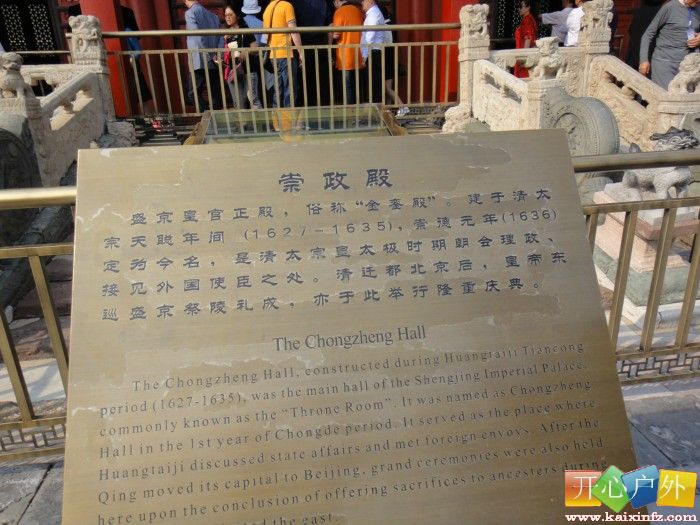 崇政殿
盛京皇宫正殿，俗称“金銮殿”。建于清太
宗天聪年间（1627-1635)，崇德元年(1636)
定为今名，是清太宗皇太极时期朝会理政、
接见外国使臣之处。清迁都北京后，皇帝东
巡盛京祭陵礼成，亦于此举行隆重庆典。
The Chongzheng Hall
The Chongzheng Hall, constructed during Huangtaiji Tiancong
period (1627-1635), was the main hall of the Shengjing Imperial Palace,
commonly known as the “Throne Room”. It was named as Chongzheng
Hall in the 1st year of Chongde period. It served as the place where
Huangtaiji discussed state affairs and met foreign envoys. After the
Qing moved its capital to Beijing, grand ceremonies were also held
here upon the conclusion of offering sacrifices to ancesters during
the east.
开心户外
www.kaixinfz.com